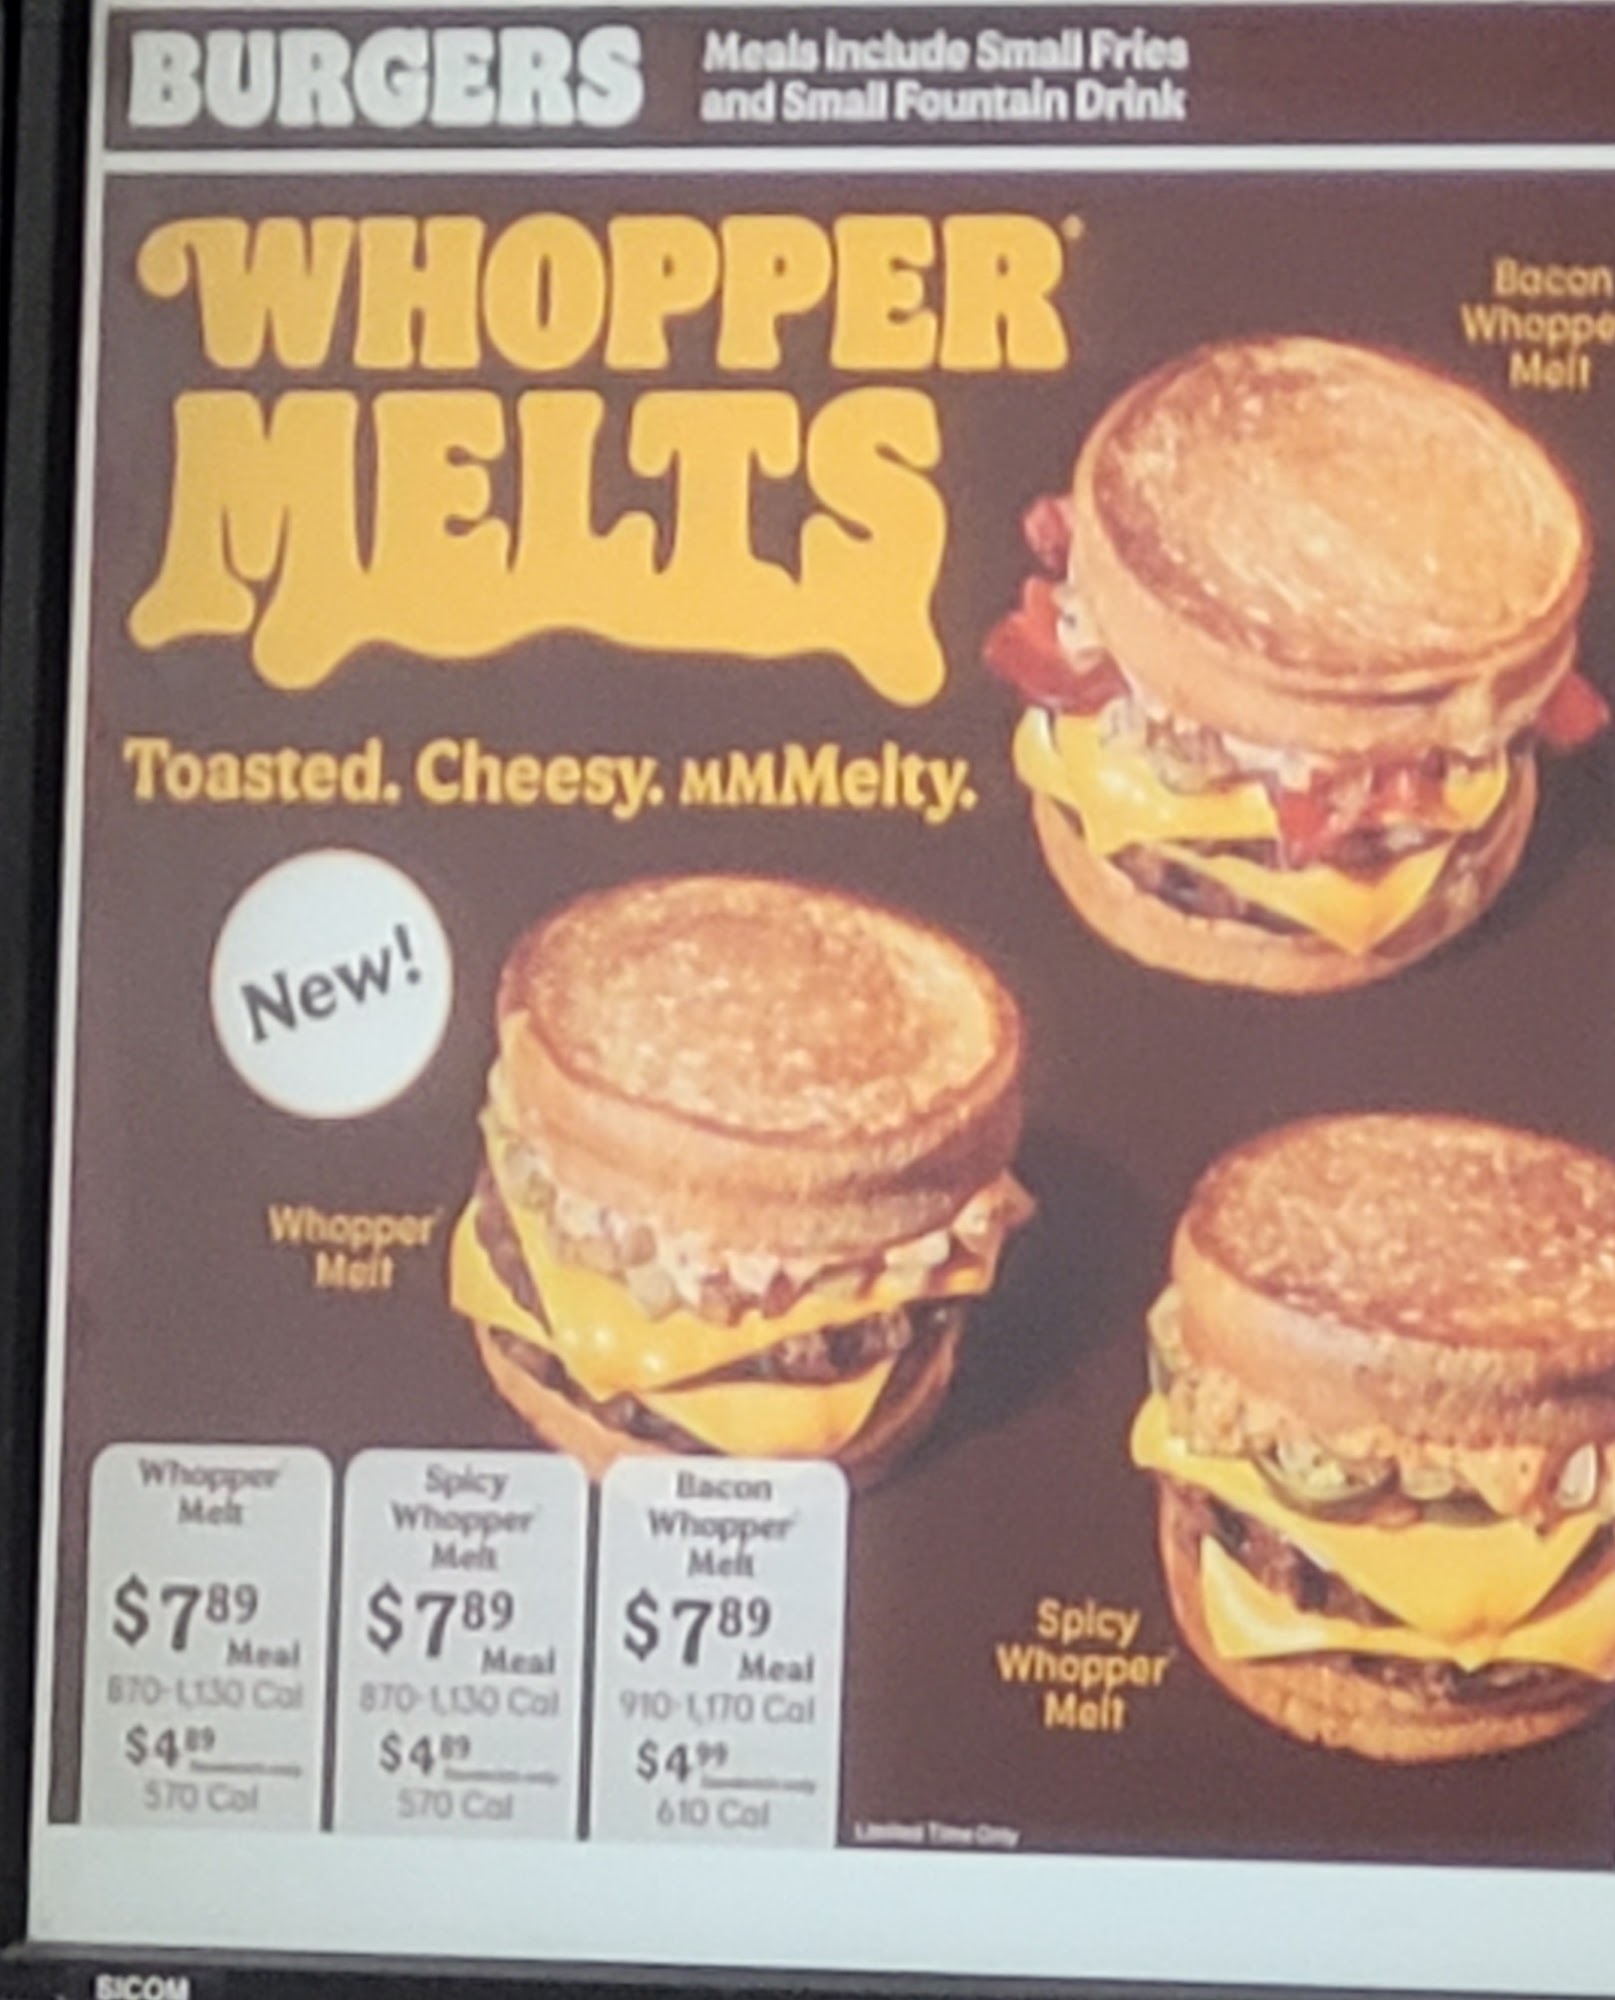 BURGERS
Meals include Small Fries
and Small Fountain Drink
WHOPPER®
MELTS
Toasted. Cheesy. MMMelty.
New!
Bacon
Whoppe
Melt
Whopper
Melt
Spicy
Whopper
Melt
Whopper
Melt
$7 89
Meal
870-1,130 Cal
$4 89
570 Cal
Spicy
Whopper
Melt
$7 89
Meal
870-1,130 Cal
$4 89
570 Cal
Bacon
Whopper
Melt
$7 89
Meal
910-1,170 Cal
$4 99
610 Cal
Limited Time Only
SICOM